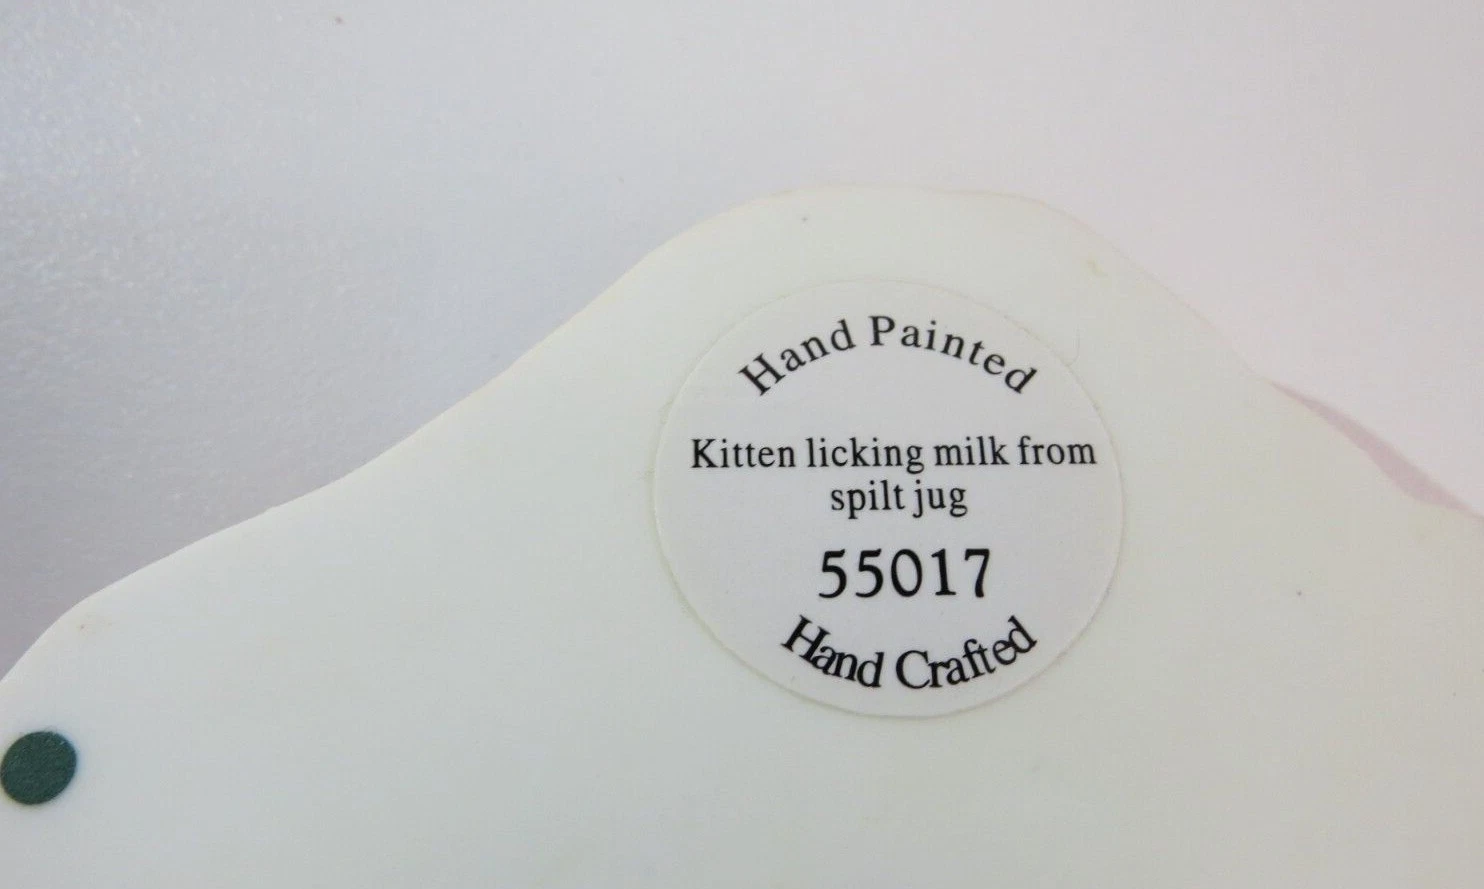 Hand Painted
Kitten licking milk from
spilt jug
55017
Hand Crafted